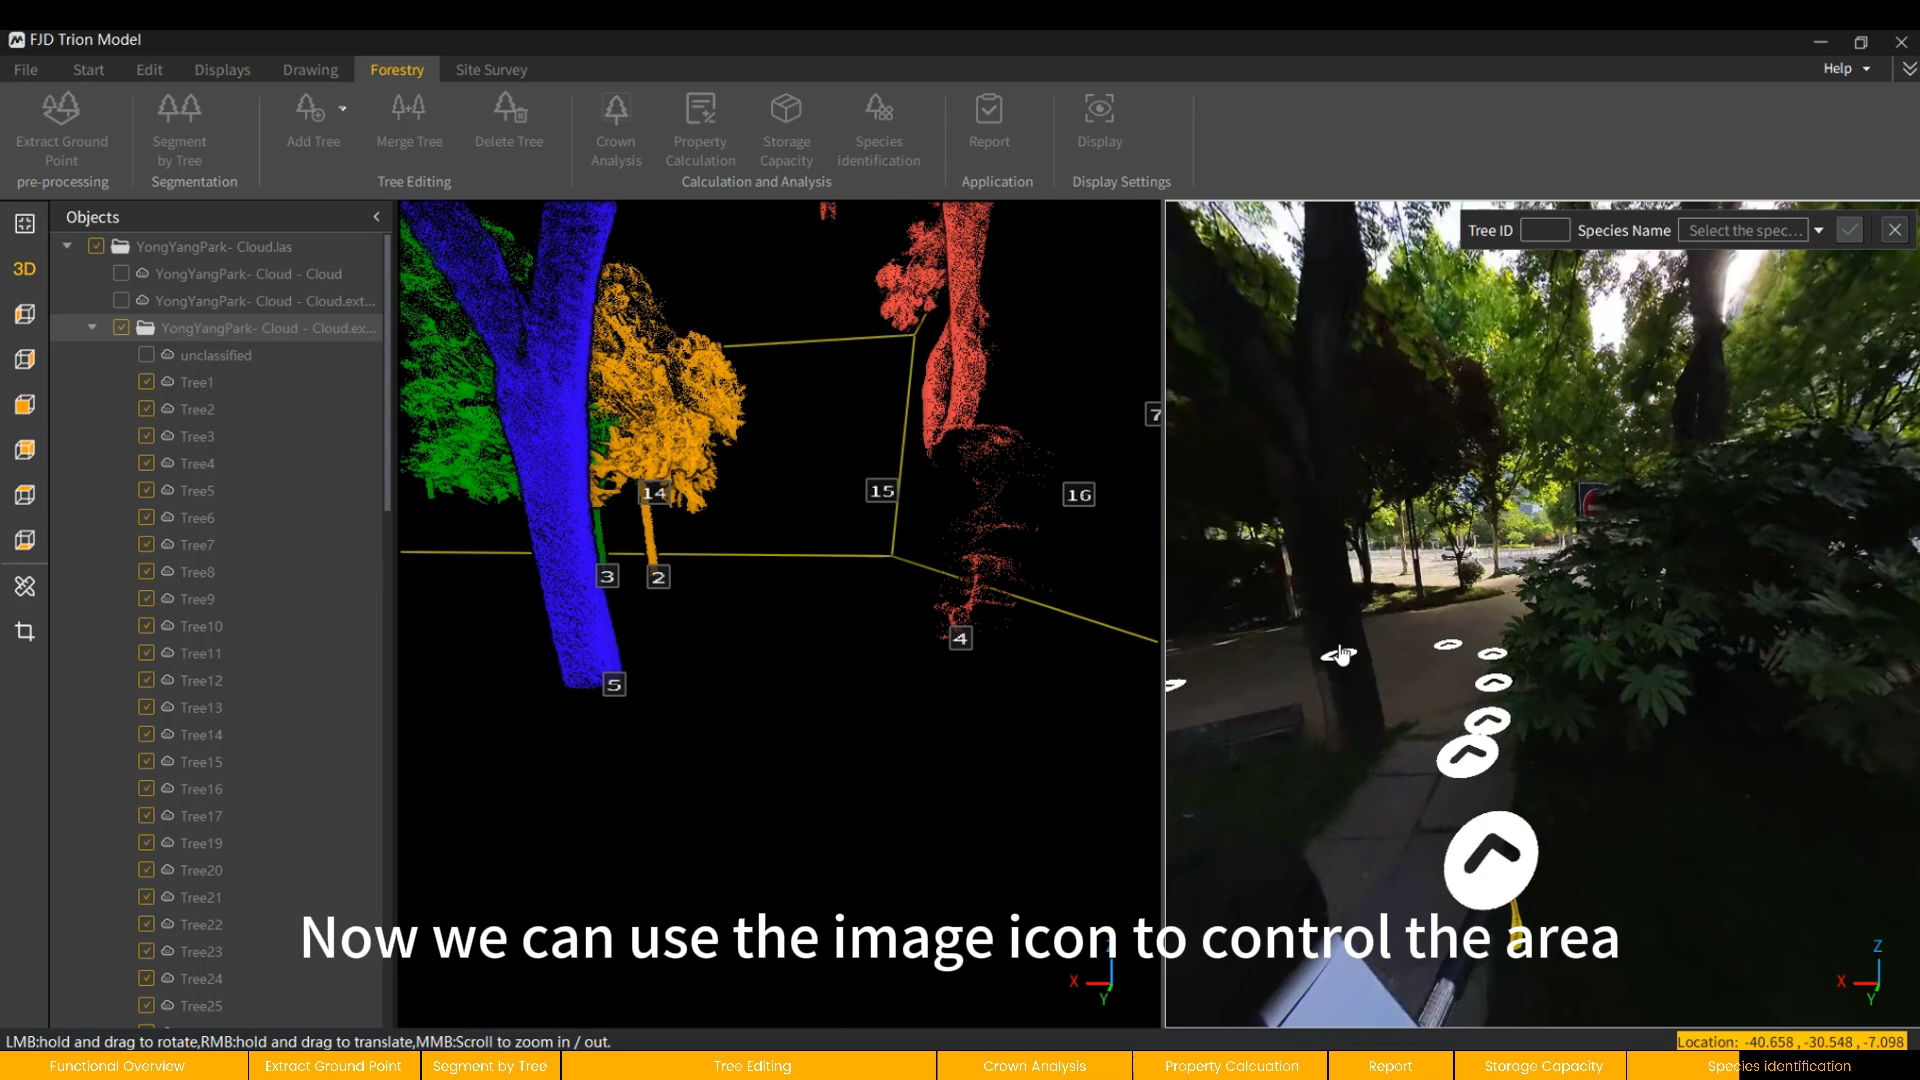 FJD Trion Model
File Start Edit Displays Drawing Forestry Site Survey Help
Extract Ground
Point
Segment
by Tree
Add Tree
Merge Tree
Delete Tree
Crown
Analysis
Property
Calculation
Storage
Capacity
Species
identification
Report
Display
pre-processing Segmentation Tree Editing Calculation and Analysis Application Display Settings
Objects
3D
YongYangPark- Cloud.las
YongYangPark- Cloud - Cloud
YongYangPark- Cloud - Cloud.ext...
YongYangPark- Cloud - Cloud.ex...
unclassified
Tree1
Tree2
Tree3
Tree4
Tree5
Tree6
Tree7
Tree8
Tree9
Tree10
Tree11
Tree12
Tree13
Tree14
Tree15
Tree16
Tree17
Tree19
Tree20
Tree21
Tree22
Tree23
Tree24
Tree25
7
14
15
16
3
2
4
5
Tree ID Species Name Select the spec...
Now we can use the image icon to control the area
X Y
Z
X Y
LMB:hold and drag to rotate,RMB:hold and drag to translate,MMB:Scroll to zoom in / out.
Location: -40.658 , -30.548 , -7.098
Functional Overview Extract Ground Point Segment by Tree Tree Editing Crown Analysis Property Calcuation Report Storage Capacity Species identification